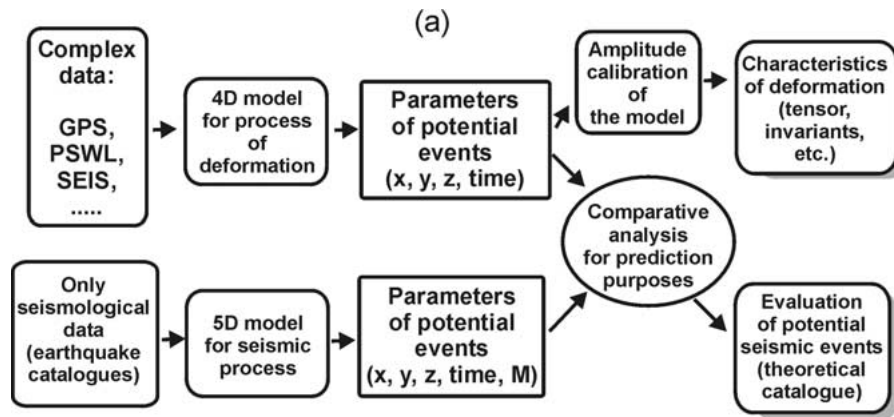 (a)
Complex
data:
GPS,
PSWL,
SEIS,
.....
4D model
for process
of
deformation
Parameters
of potential
events
(x, y, z, time)
Amplitude
calibration
of
the model
Characteristics
of deformation
(tensor,
invariants,
etc.)
Comparative
analysis
for prediction
purposes
Only
seismological
data
(earthquake
catalogues)
5D model
for seismic
process
Parameters
of potential
events
(x, y, z, time, M)
Evaluation
of potential
seismic events
(theoretical
catalogue)